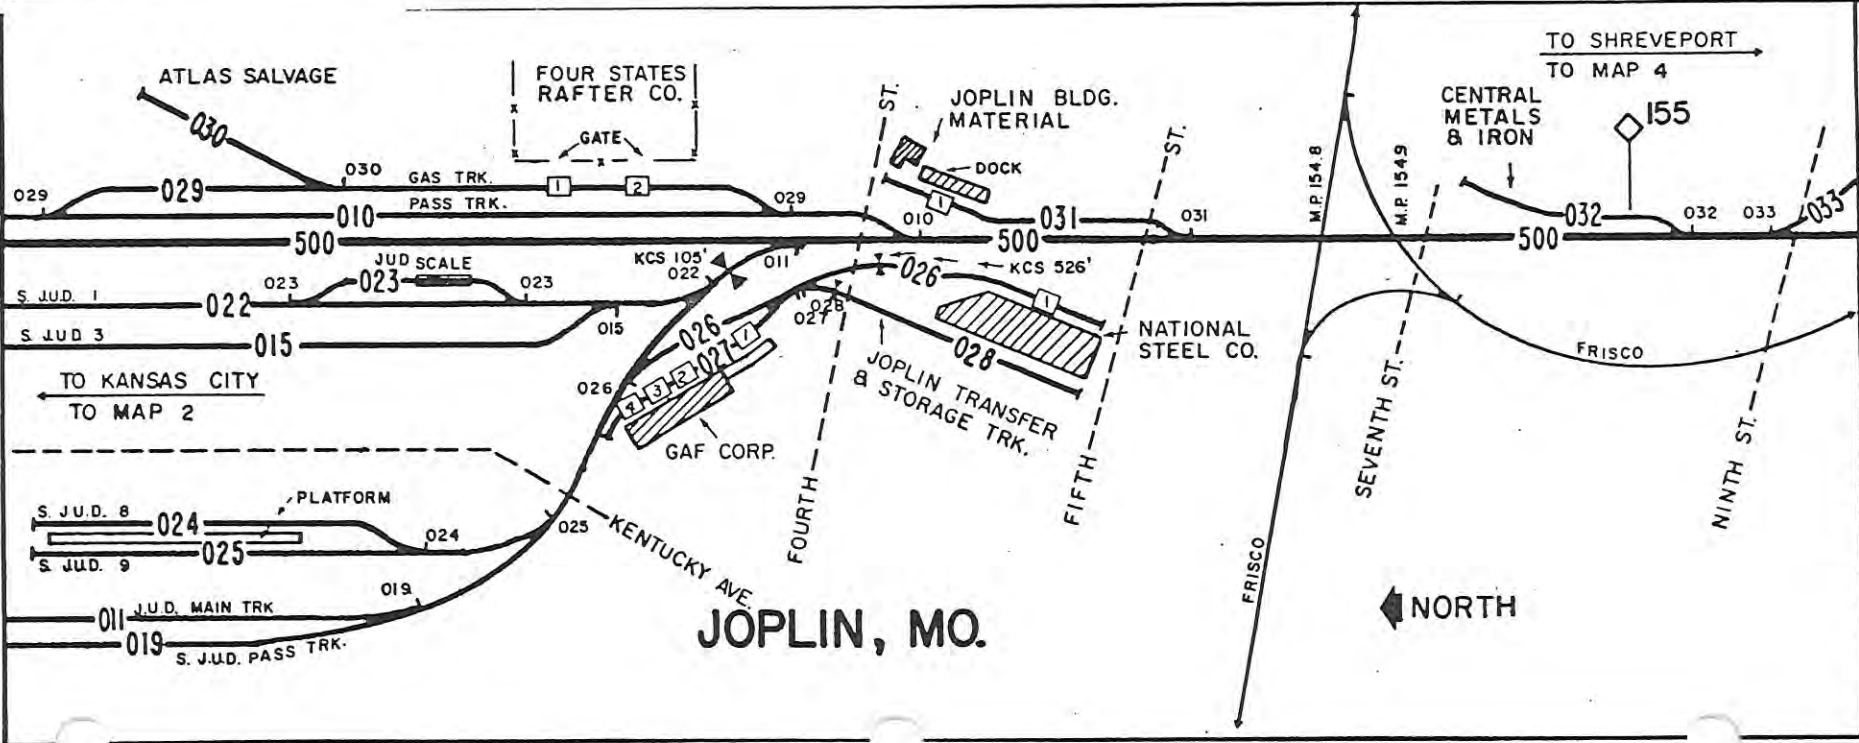 ATLAS SALVAGE
030
FOUR STATES
RAFTER CO.
GATE
030
029
029
GAS TRK.
1
2
PASS TRK.
029
010
010
500
ST.
JOPLIN BLDG.
MATERIAL
DOCK
1
031
031
500
ST.
M.P. 154.8
M.P. 154.9
TO SHREVEPORT
TO MAP 4
CENTRAL
METALS
& IRON
155
032
032
033
033
500
JUD SCALE
023
023
023
KCS 105'
022
011
S. J.U.D. 1
022
015
S. J.U.D 3
015
026
KCS 526'
1
NATIONAL
STEEL CO.
028
027
028
JOPLIN TRANSFER
& STORAGE TRK.
026
027
1
2
3
4
026
GAF CORP.
TO KANSAS CITY
TO MAP 2
FOURTH
FIFTH
SEVENTH ST.
NINTH ST.
FRISCO
FRISCO
PLATFORM
S. J.U.D. 8
024
024
025
025
S. J.U.D. 9
KENTUCKY AVE.
019
011
J.U.D. MAIN TRK
019
S. J.U.D. PASS TRK.
JOPLIN, MO.
NORTH